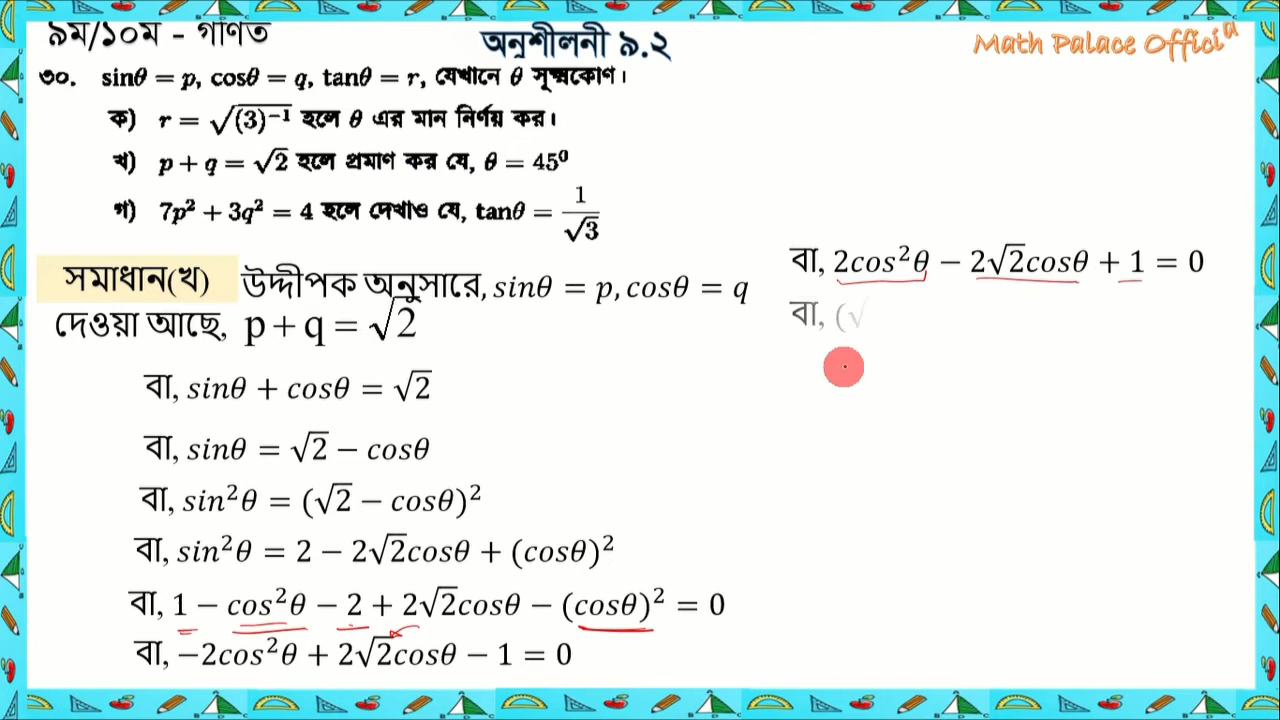 ৯ম/১০ম - গণিত
অনুশীলনী ৯.২
Math Palace Official
৩০. sinθ = p, cosθ = q, tanθ = r, যেখানে θ সূক্ষ্মকোণ।
ক) r = √(3)⁻¹ হলে θ এর মান নির্ণয় কর।
খ) p + q = √2 হলে প্রমাণ কর যে, θ = 45⁰
গ) 7p² + 3q² = 4 হলে দেখাও যে, tanθ = 1/√3
সমাধান(খ) উদ্দীপক অনুসারে, sinθ = p, cosθ = q
দেওয়া আছে, p + q = √2
বা, sinθ + cosθ = √2
বা, sinθ = √2 − cosθ
বা, sin²θ = (√2 − cosθ)²
বা, sin²θ = 2 − 2√2cosθ + (cosθ)²
বা, 1 − cos²θ − 2 + 2√2cosθ − (cosθ)² = 0
বা, −2cos²θ + 2√2cosθ − 1 = 0
বা, 2cos²θ − 2√2cosθ + 1 = 0
বা, (√